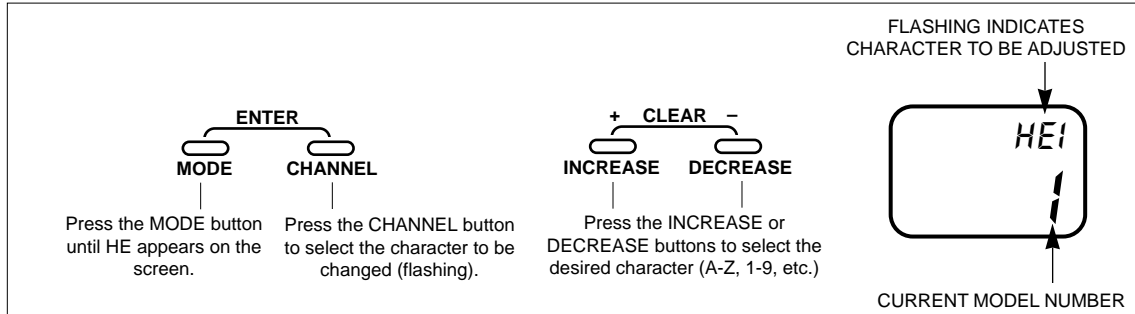 FLASHING INDICATES
CHARACTER TO BE ADJUSTED
ENTER
MODE CHANNEL
Press the MODE button
until HE appears on the
screen.
Press the CHANNEL button
to select the character to be
changed (flashing).
+ CLEAR –
INCREASE DECREASE
Press the INCREASE or
DECREASE buttons to select the
desired character (A-Z, 1-9, etc.)
HE1
1
CURRENT MODEL NUMBER